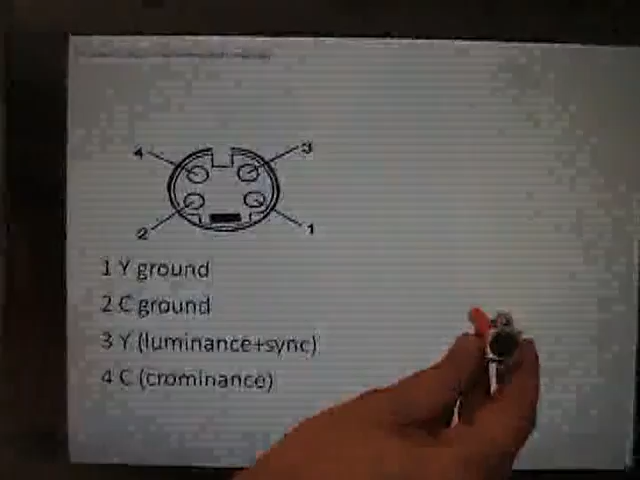 4 3
2 1
1 Y ground
2 C ground
3 Y (luminance+sync)
4 C (crominance)